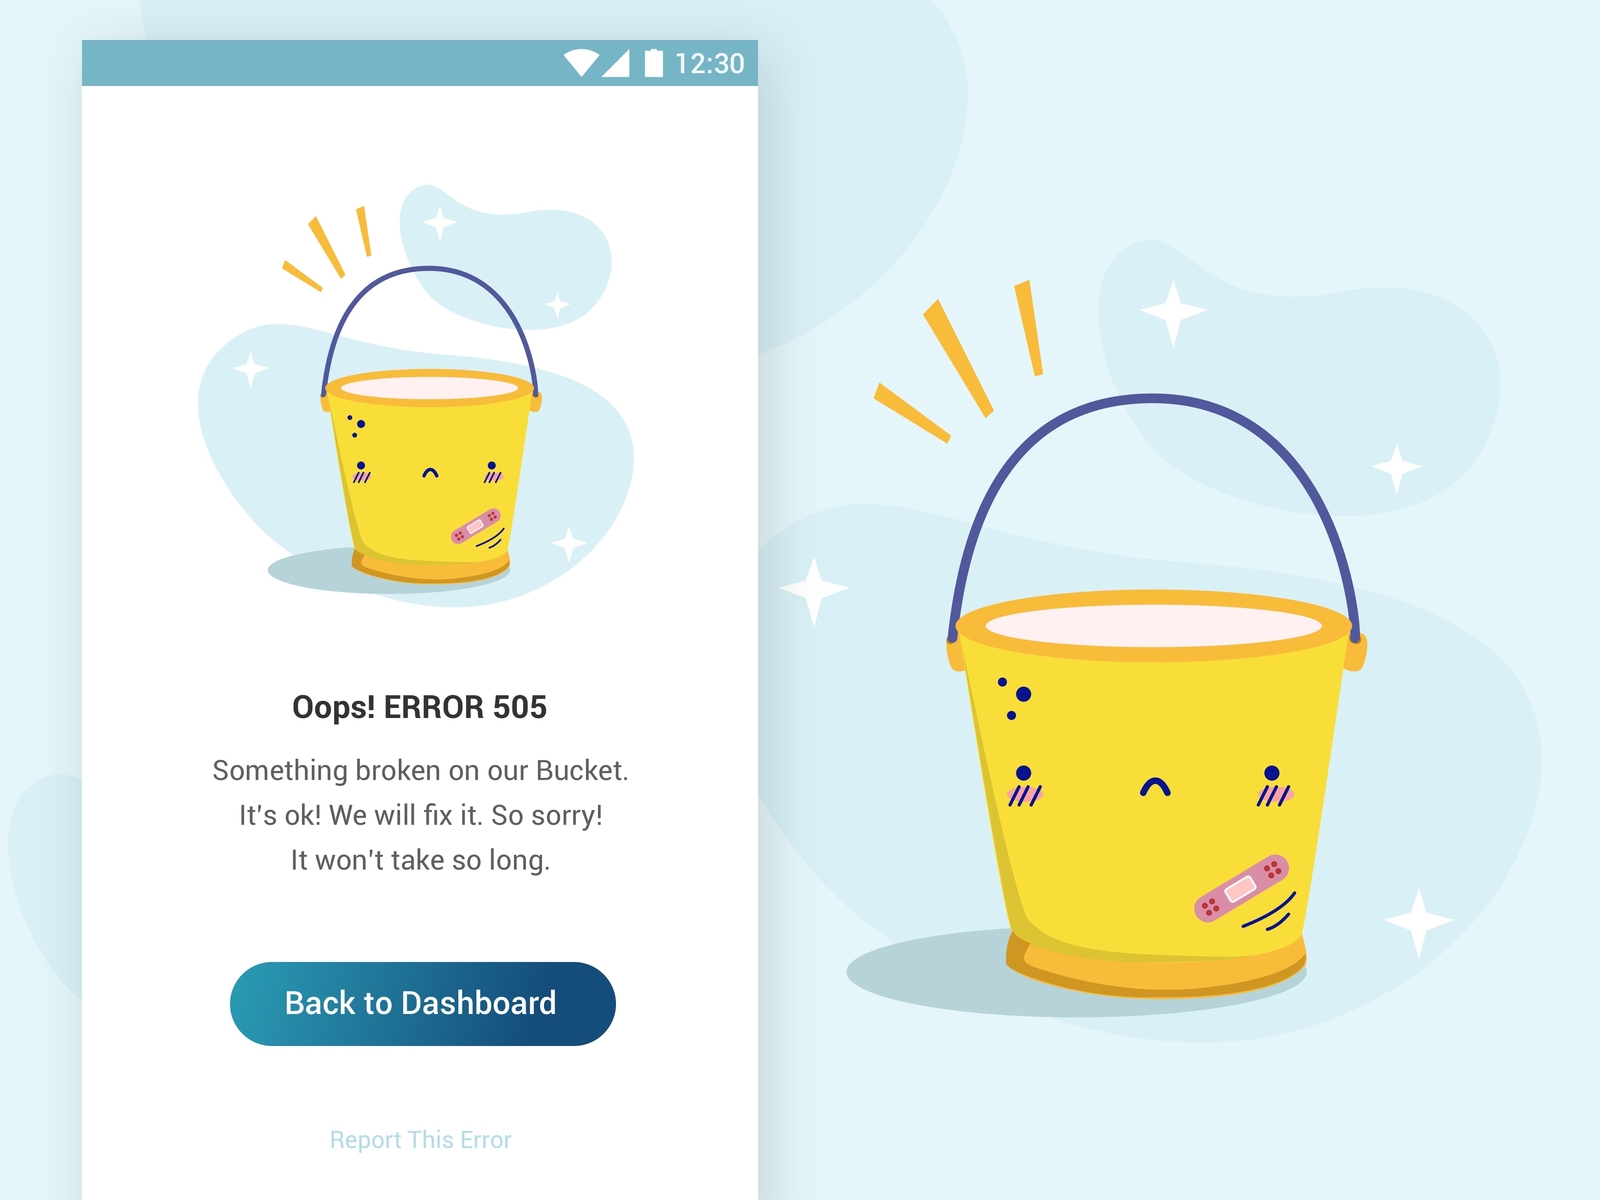 12:30
Oops! ERROR 505
Something broken on our Bucket.
It's ok! We will fix it. So sorry!
It won't take so long.
Back to Dashboard
Report This Error